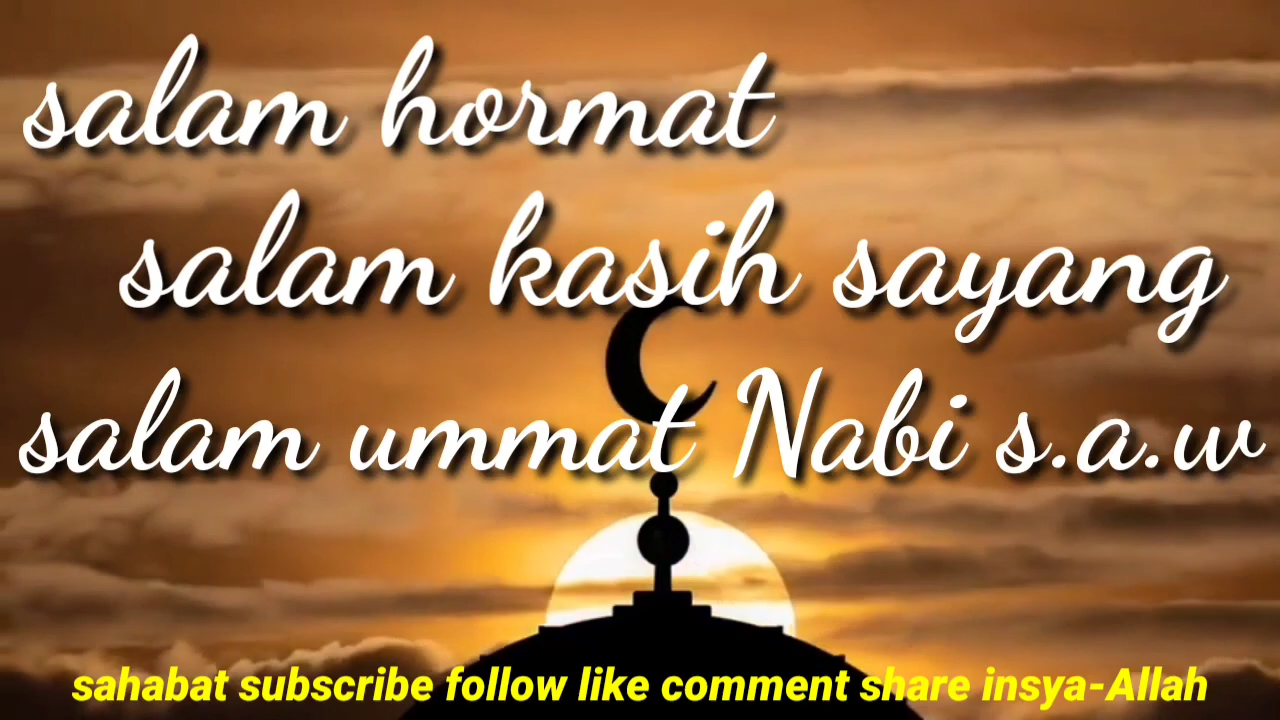 salam hormat
salam kasih sayang
salam ummat Nabi s.a.w
sahabat subscribe follow like comment share insya-Allah